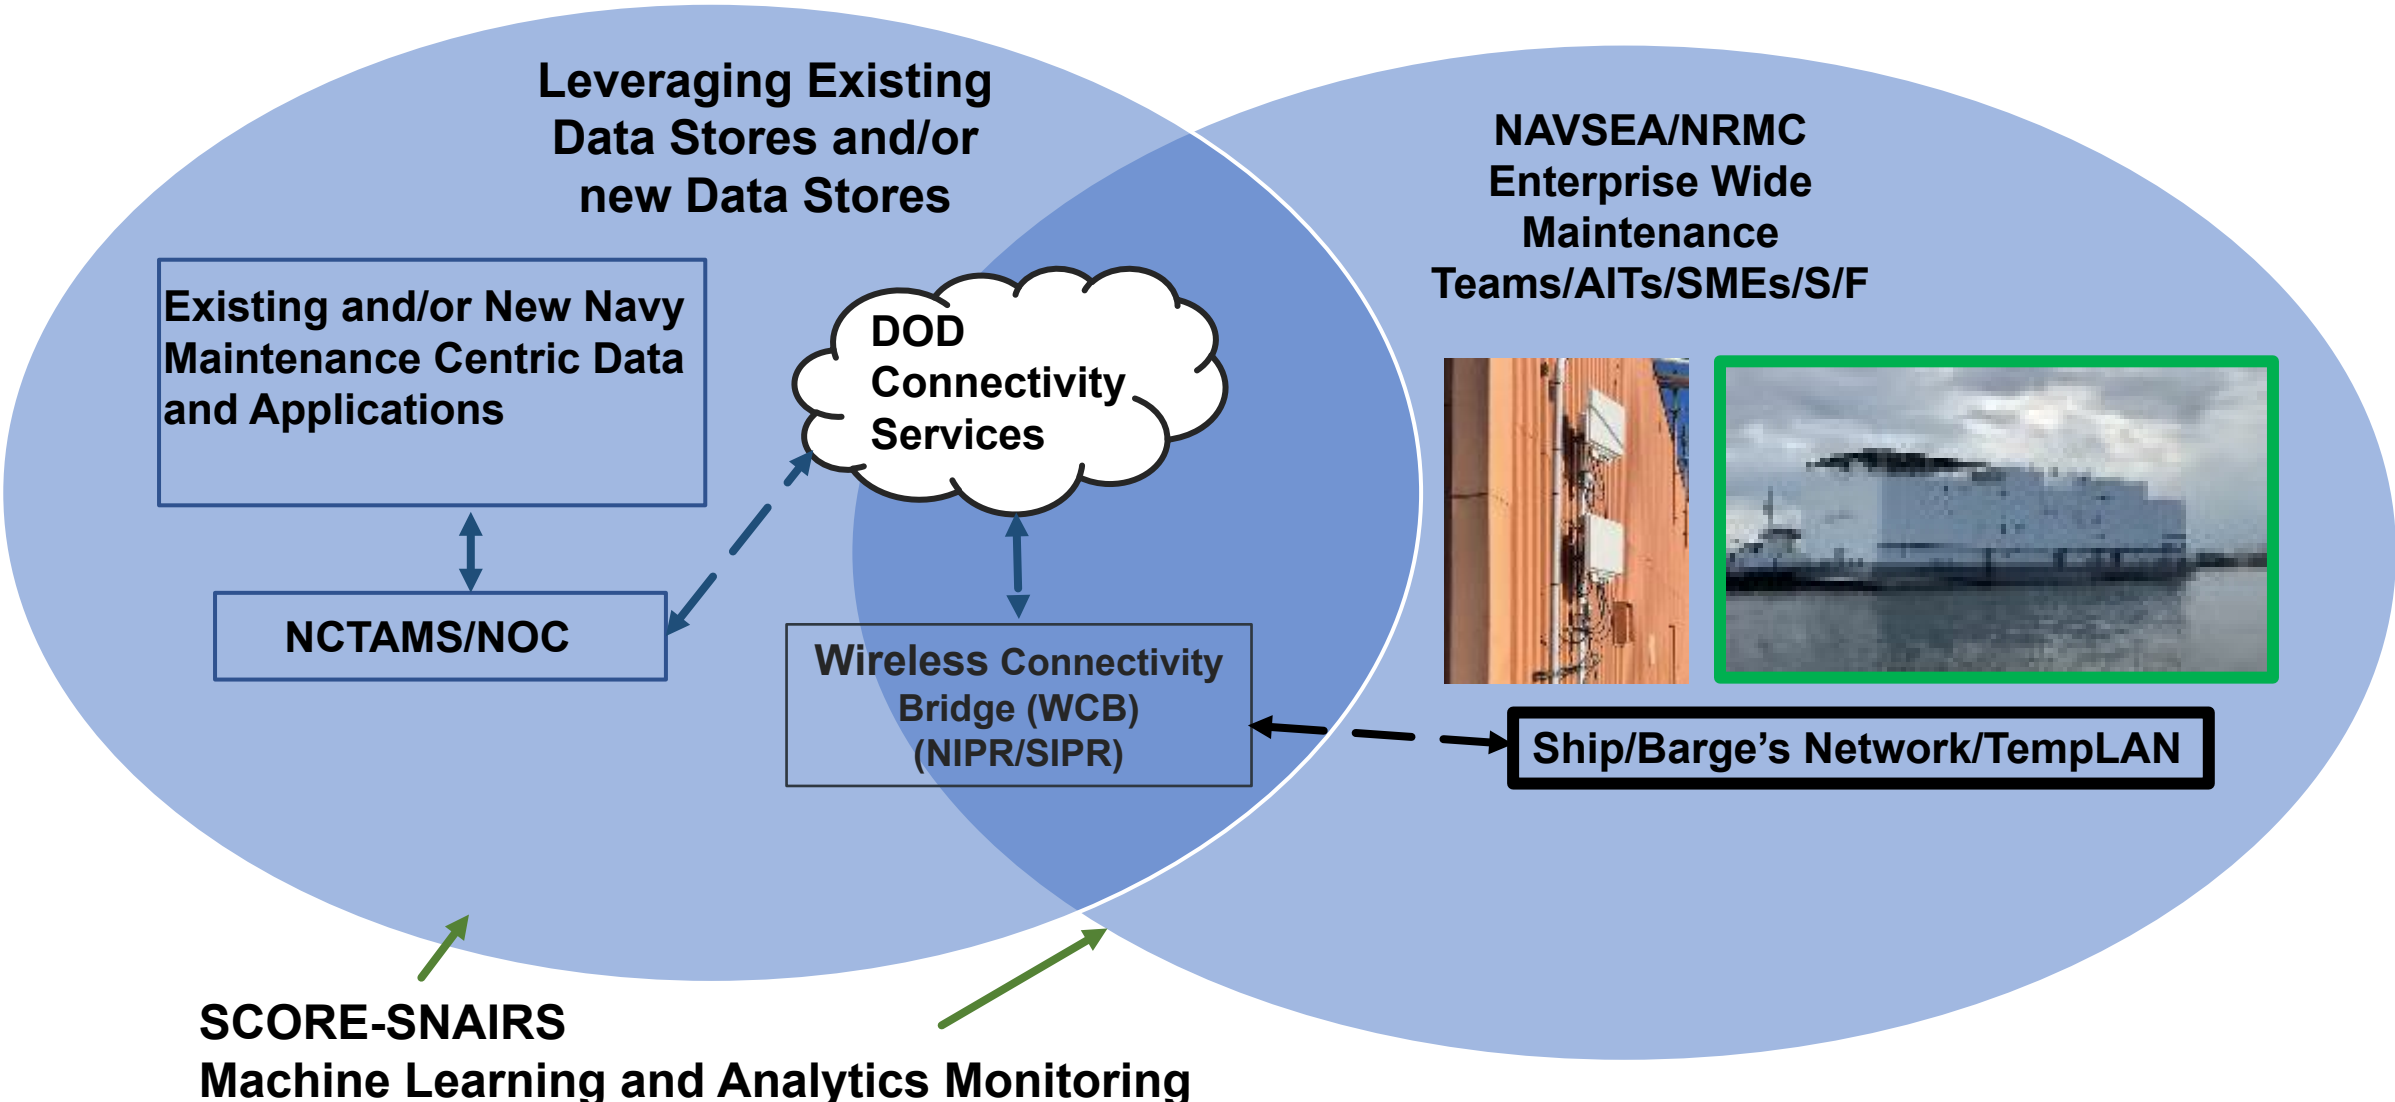 Leveraging Existing
Data Stores and/or
new Data Stores
NAVSEA/NRMC
Enterprise Wide
Maintenance
Teams/AITs/SMEs/S/F
Existing and/or New Navy
Maintenance Centric Data
and Applications
DOD
Connectivity
Services
NCTAMS/NOC
Wireless Connectivity
Bridge (WCB)
(NIPR/SIPR)
Ship/Barge’s Network/TempLAN
SCORE-SNAIRS
Machine Learning and Analytics Monitoring